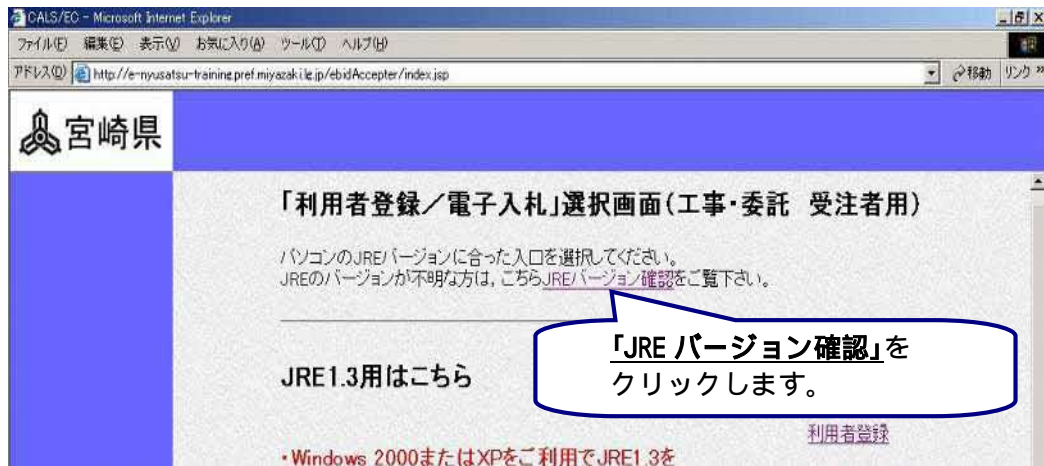 CALS/EC - Microsoft Internet Explorer
ファイル(F) 編集(E) 表示(V) お気に入り(A) ツール(T) ヘルプ(H)
アドレス(D) http://e-nyusatsu-training.pref.miyazaki.lg.jp/ebidAccepter/index.jsp 移動 リンク »
宮崎県
「利用者登録／電子入札」選択画面(工事・委託 受注者用)
パソコンのJREバージョンに合った入口を選択してください。
JREのバージョンが不明な方は, こちらJREバージョン確認をご覧下さい。
「JRE バージョン確認」を
クリックします。
JRE1.3用はこちら
利用者登録
・Windows 2000またはXPをご利用でJRE1.3を